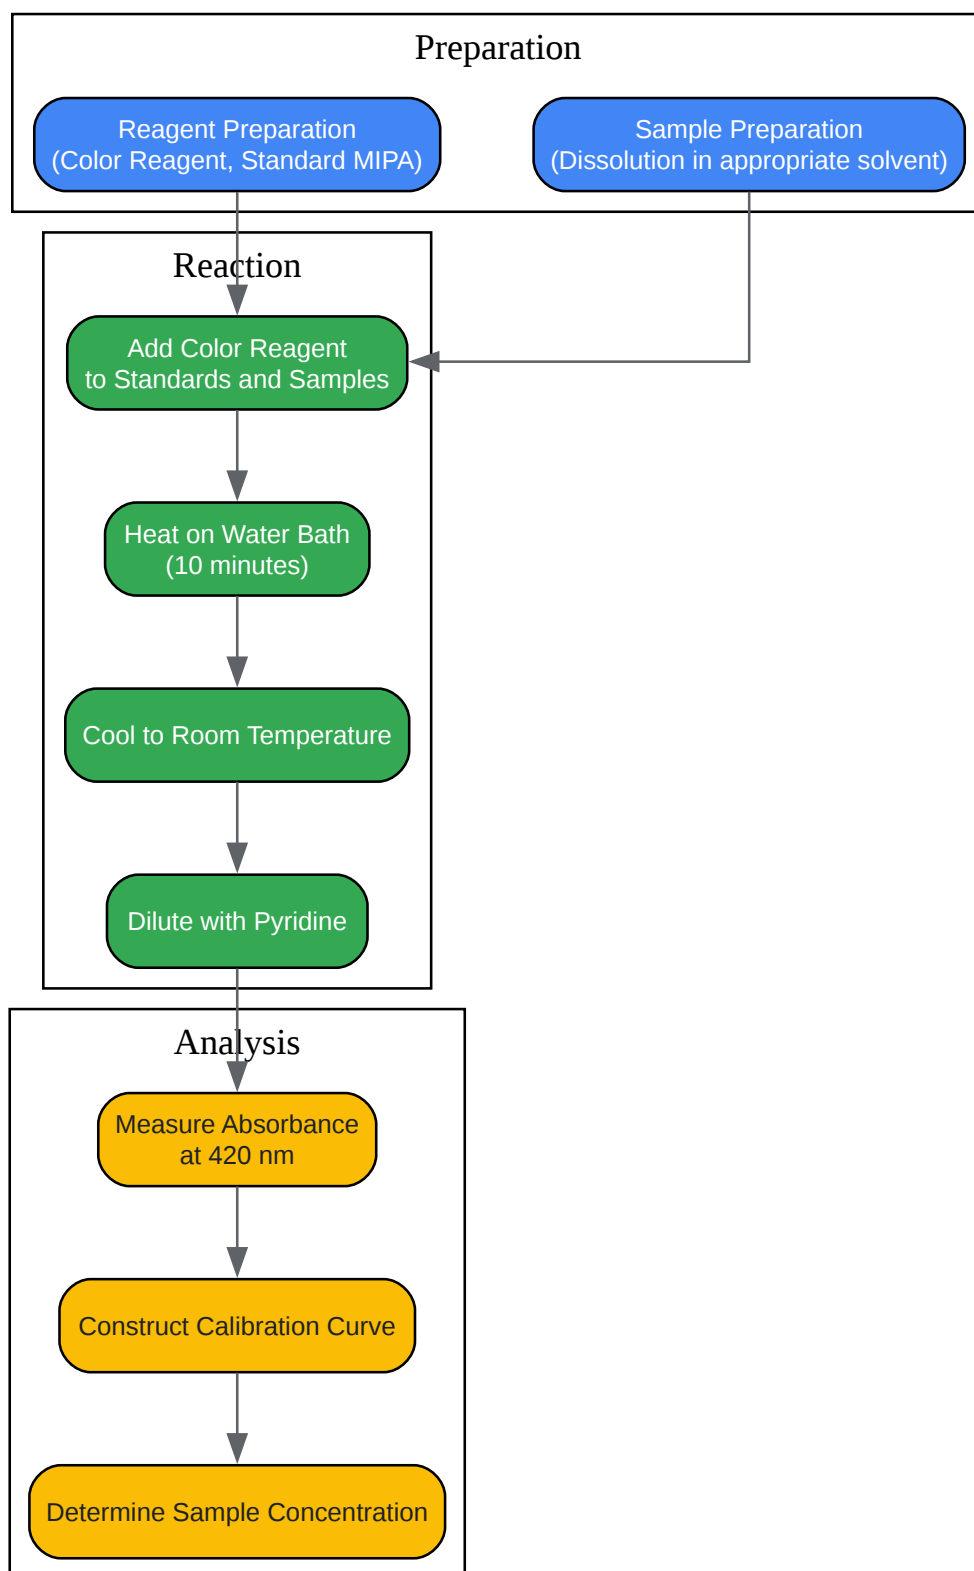 Preparation
Reagent Preparation
(Color Reagent, Standard MIPA)
Sample Preparation
(Dissolution in appropriate solvent)
Reaction
Add Color Reagent
to Standards and Samples
Heat on Water Bath
(10 minutes)
Cool to Room Temperature
Dilute with Pyridine
Analysis
Measure Absorbance
at 420 nm
Construct Calibration Curve
Determine Sample Concentration